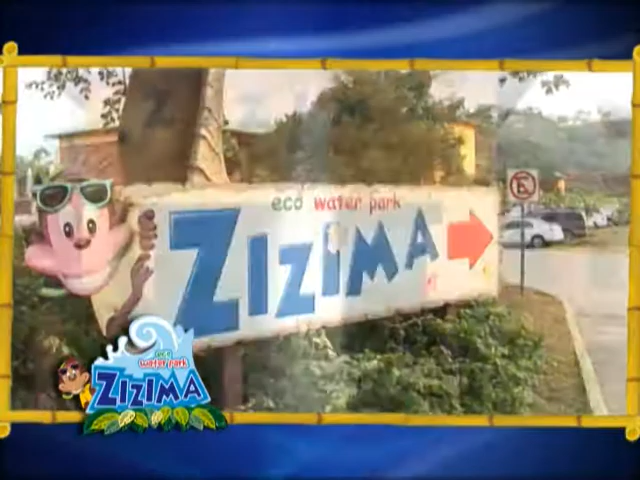 eco water park
ZIZIMA
E
eco
water park
ZIZIMA